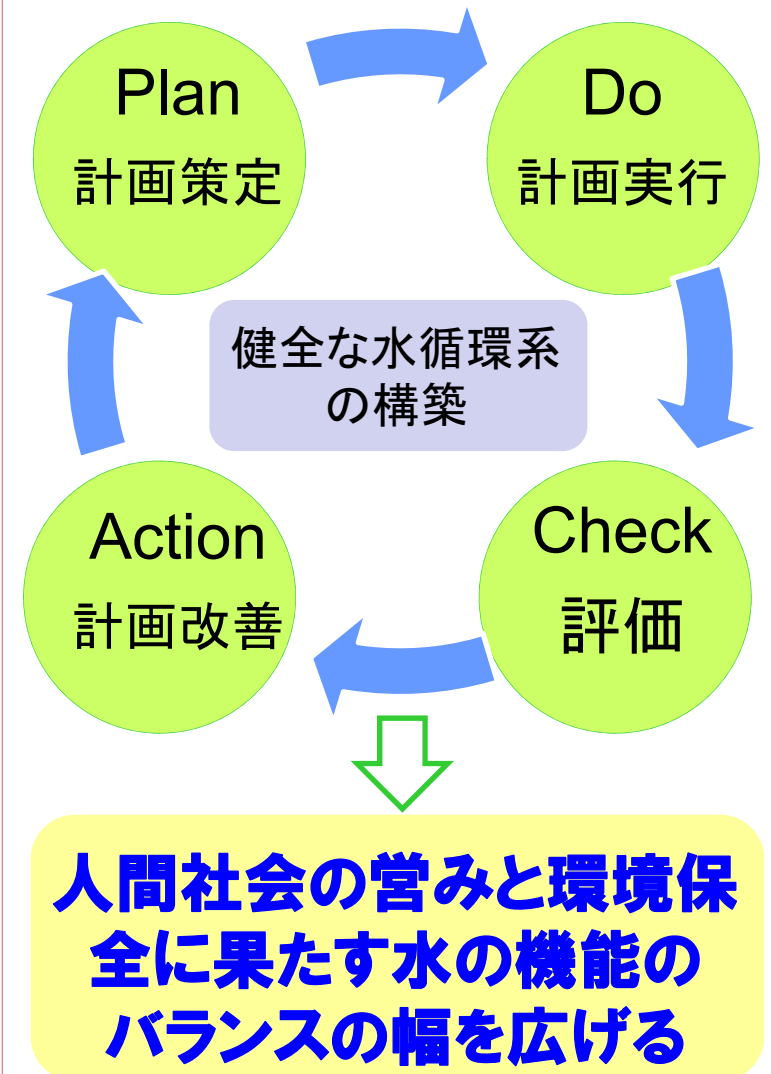 Plan
計画策定
Do
計画実行
健全な水循環系
の構築
Action
計画改善
Check
評価
人間社会の営みと環境保
全に果たす水の機能の
バランスの幅を広げる